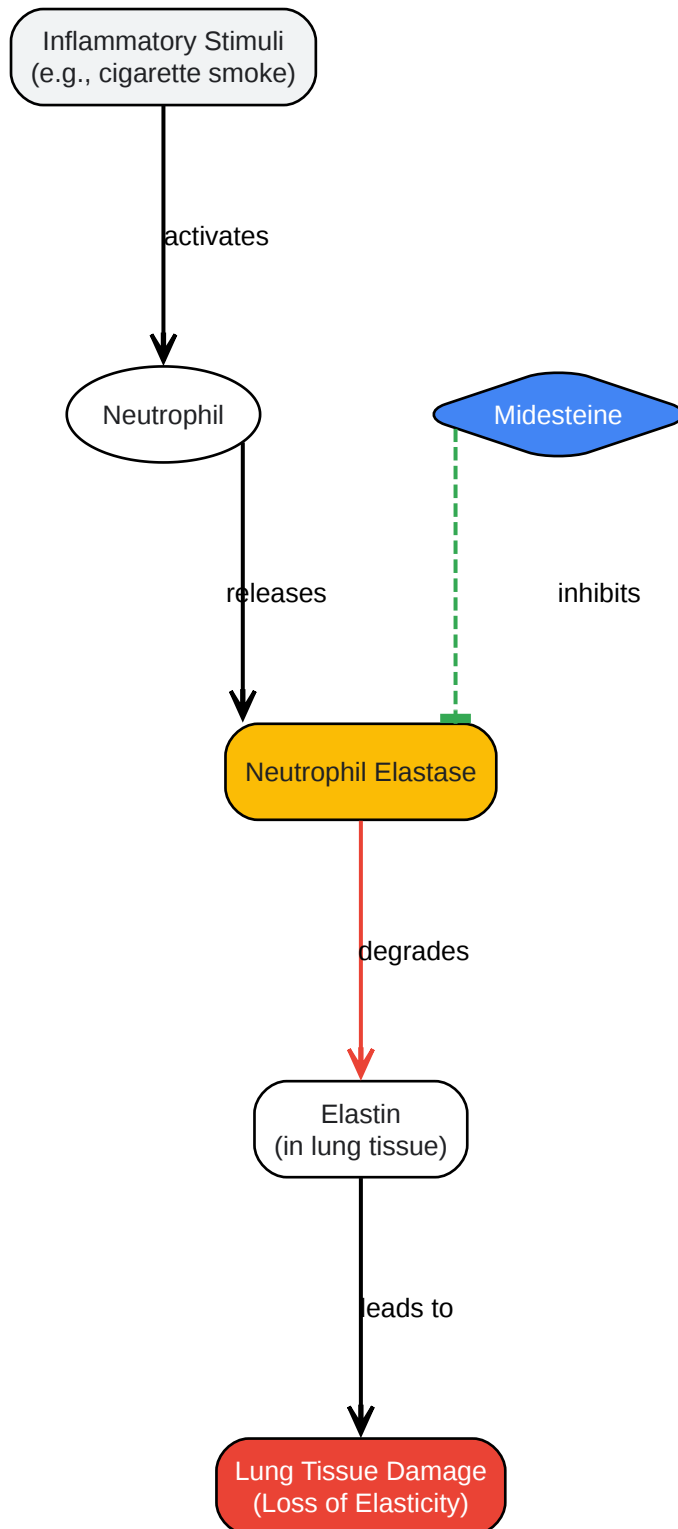 Inflammatory Stimuli
(e.g., cigarette smoke)
activates
Neutrophil
Midesteine
releases
inhibits
Neutrophil Elastase
degrades
Elastin
(in lung tissue)
leads to
Lung Tissue Damage
(Loss of Elasticity)